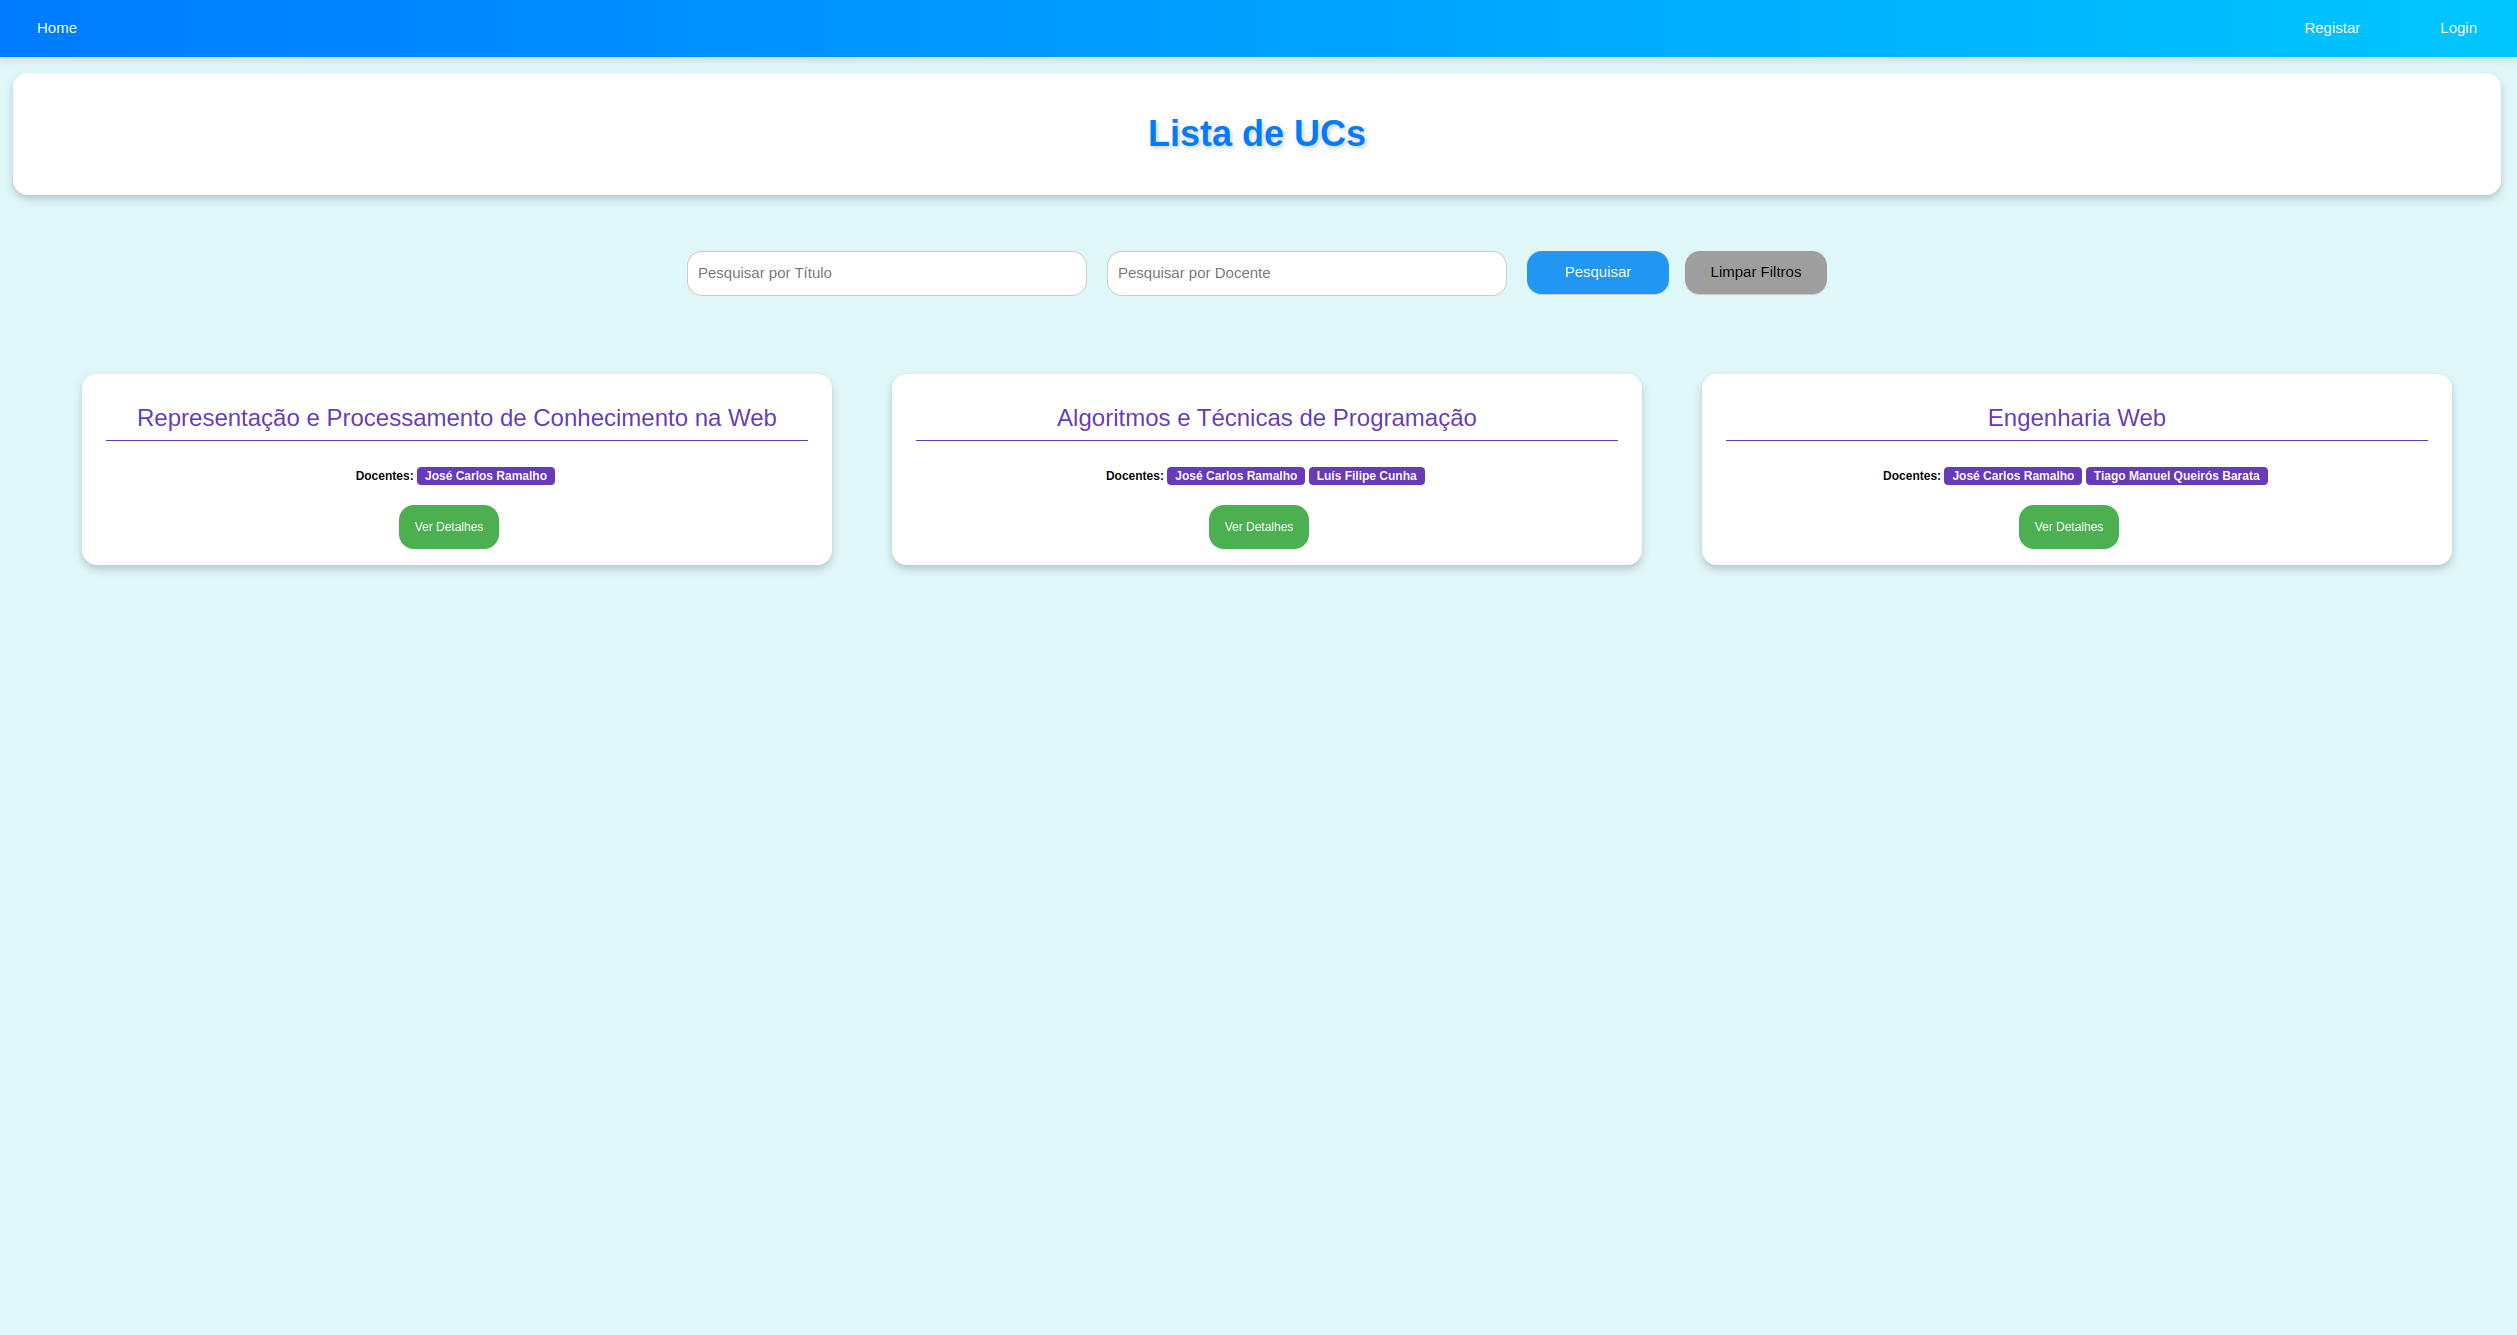 Home Registar Login
Lista de UCs
Pesquisar por Título Pesquisar por Docente Pesquisar Limpar Filtros
Representação e Processamento de Conhecimento na Web
Docentes: José Carlos Ramalho
Ver Detalhes
Algoritmos e Técnicas de Programação
Docentes: José Carlos Ramalho Luís Filipe Cunha
Ver Detalhes
Engenharia Web
Docentes: José Carlos Ramalho Tiago Manuel Queirós Barata
Ver Detalhes